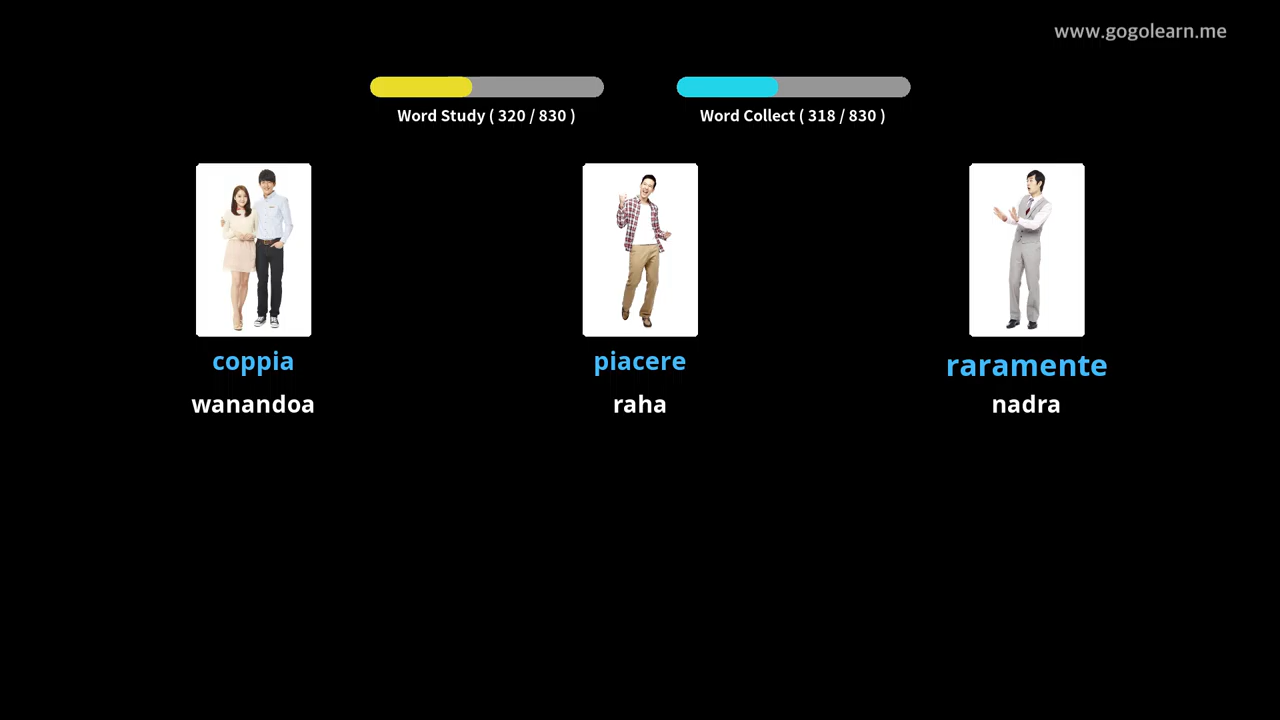 www.gogolearn.me
Word Study ( 320 / 830 )
Word Collect ( 318 / 830 )
coppia
piacere
raramente
wanandoa
raha
nadra